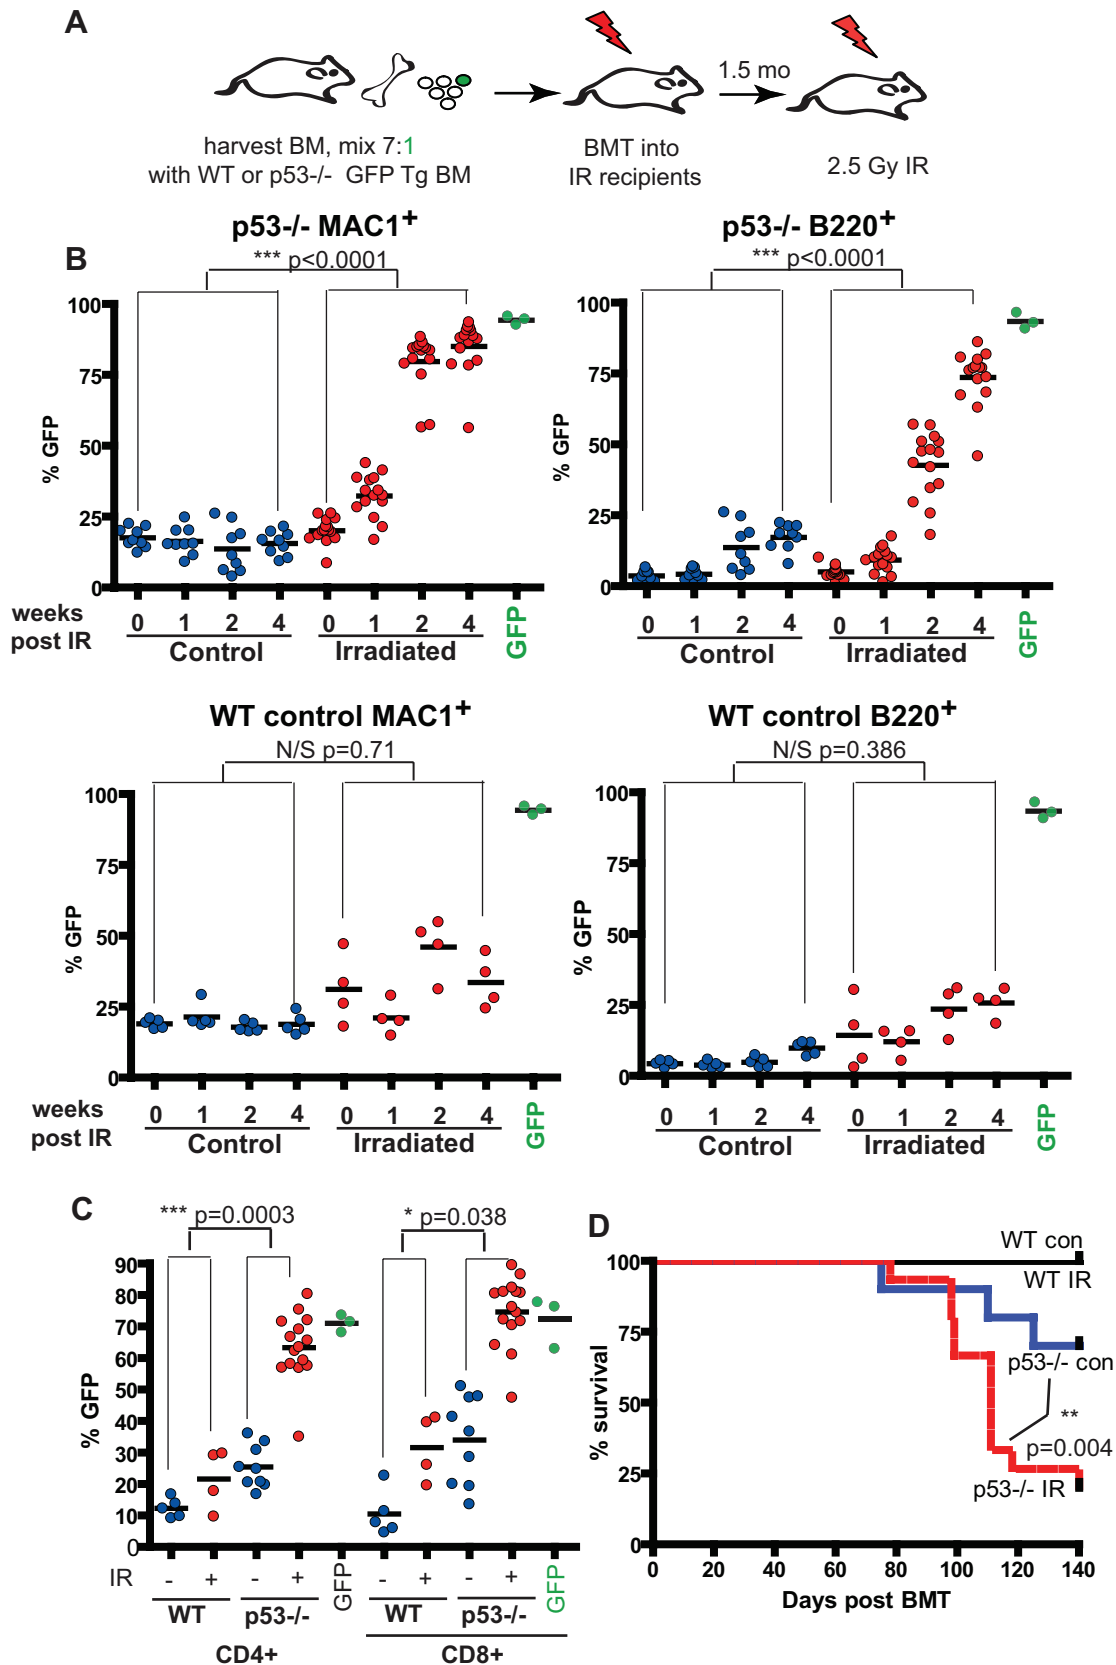 A
1.5 mo
harvest BM, mix 7:1
with WT or p53-/- GFP Tg BM
BMT into
IR recipients
2.5 Gy IR
B
p53-/- MAC1+
*** p<0.0001
100
75
50
25
0
% GFP
weeks
post IR
0 1 2 4 0 1 2 4
Control Irradiated
GFP
p53-/- B220+
*** p<0.0001
100
75
50
25
0
% GFP
0 1 2 4 0 1 2 4
Control Irradiated
GFP
WT control MAC1+
N/S p=0.71
100
75
50
25
0
% GFP
weeks
post IR
0 1 2 4 0 1 2 4
Control Irradiated
GFP
WT control B220+
N/S p=0.386
100
75
50
25
0
% GFP
0 1 2 4 0 1 2 4
Control Irradiated
GFP
C
*** p=0.0003
* p=0.038
90
80
70
60
50
40
30
20
10
0
% GFP
IR - + - + GFP - + - + GFP
WT p53-/- WT p53-/-
CD4+ CD8+
D
WT con
WT IR
p53-/- con
**
p=0.004
p53-/- IR
100
75
50
25
0
% survival
0 20 40 60 80 100 120 140
Days post BMT